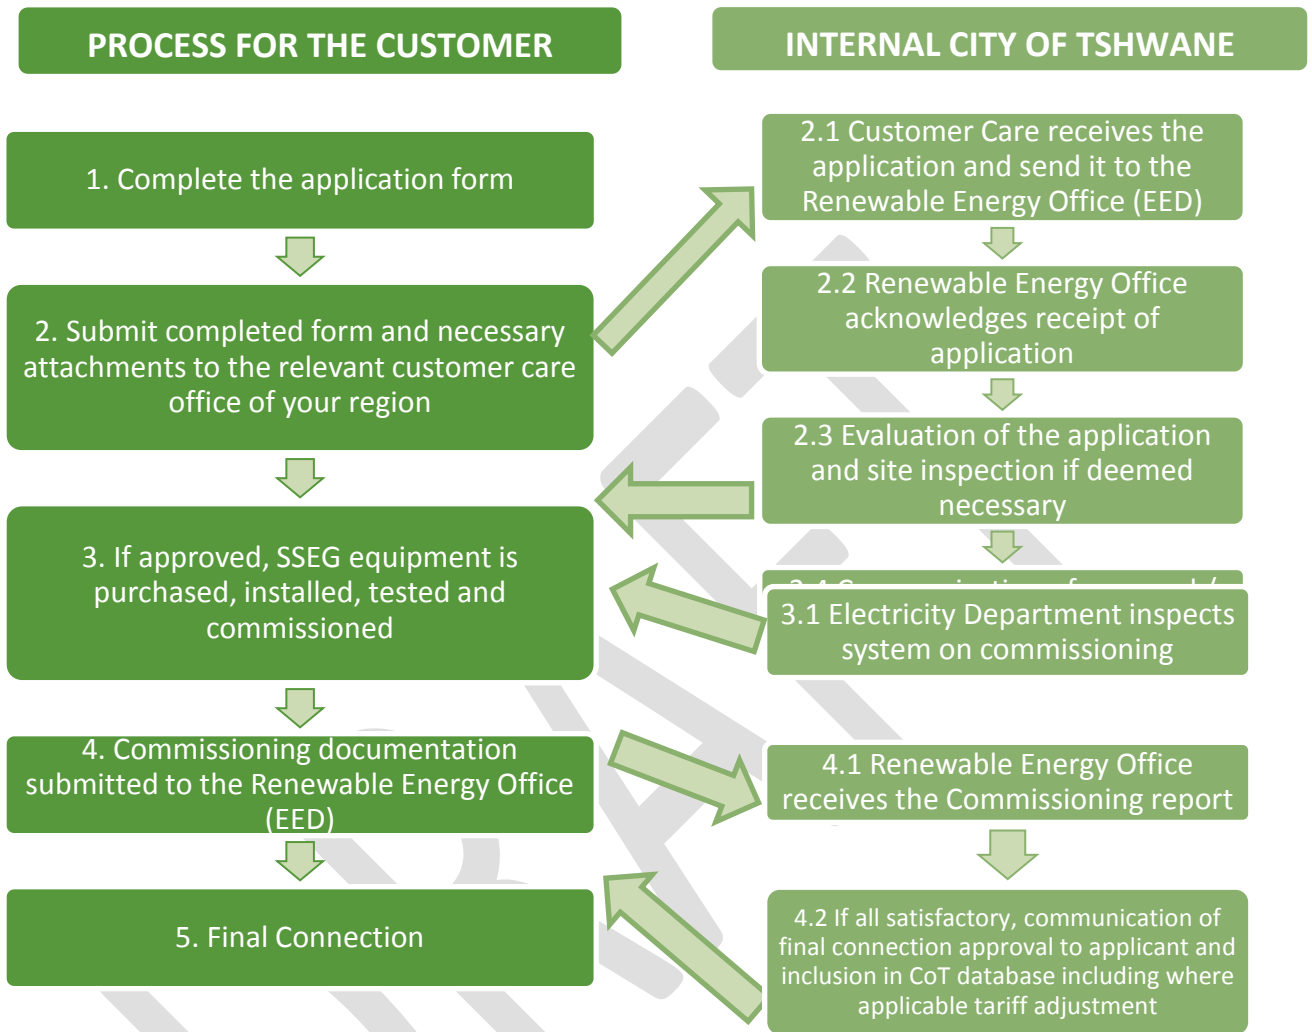 PROCESS FOR THE CUSTOMER
1. Complete the application form
2. Submit completed form and necessary
attachments to the relevant customer care
office of your region
3. If approved, SSEG equipment is
purchased, installed, tested and
commissioned
4. Commissioning documentation
submitted to the Renewable Energy Office
(EED)
5. Final Connection
INTERNAL CITY OF TSHWANE
2.1 Customer Care receives the
application and send it to the
Renewable Energy Office (EED)
2.2 Renewable Energy Office
acknowledges receipt of
application
2.3 Evaluation of the application
and site inspection if deemed
necessary
3.1 Electricity Department inspects
system on commissioning
4.1 Renewable Energy Office
receives the Commissioning report
4.2 If all satisfactory, communication of
final connection approval to applicant and
inclusion in CoT database including where
applicable tariff adjustment